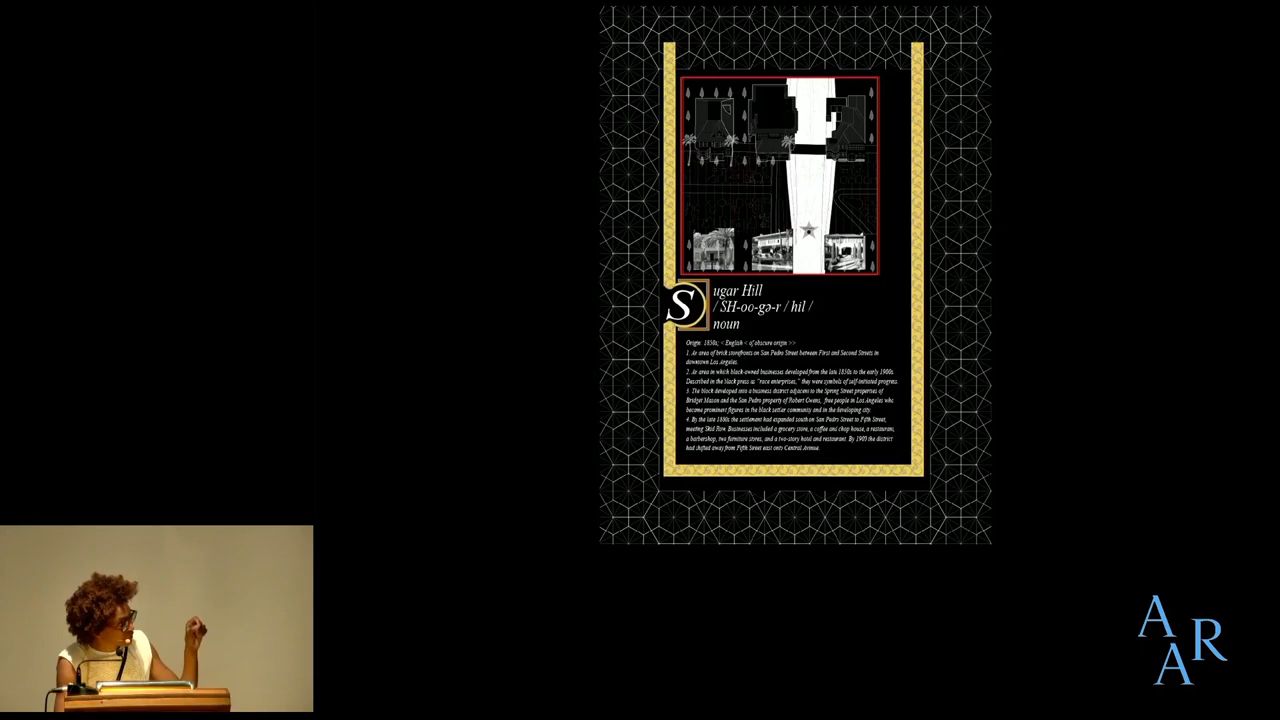 Sugar Hill
/ SH-oo-gə-r / hil /
noun
Origin: 1850s; < English < of obscure origin >>
1. An area of brick storefronts on San Pedro Street between First and Second Streets in
downtown Los Angeles.
2. An area in which black-owned businesses developed from the late 1850s to the early 1900s.
Described in the black press as "race enterprises," they were symbols of self-initiated progress.
3. The block developed into a business district adjacent to the Spring Street properties of
Bridget Mason and the San Pedro property of Robert Owens, free people in Los Angeles who
became prominent figures in the black settler community and in the developing city.
4. By the late 1880s the settlement had expanded south on San Pedro Street to Fifth Street,
meeting Skid Row. Businesses included a grocery store, a coffee and chop house, a restaurant,
a barbershop, two furniture stores, and a two-story hotel and restaurant. By 1909 the district
had shifted away from Fifth Street east onto Central Avenue.
A
R
A